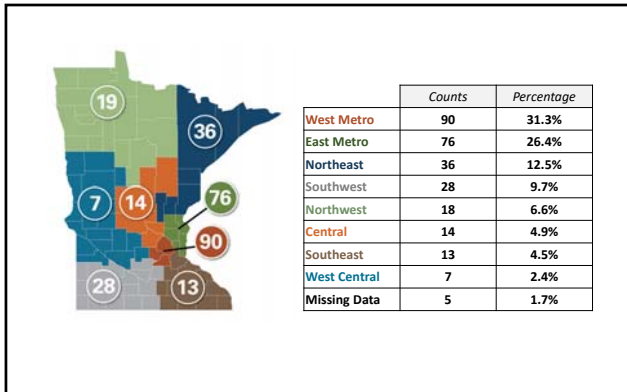 19
36
7
14
76
90
28
13
Counts Percentage
West Metro 90 31.3%
East Metro 76 26.4%
Northeast 36 12.5%
Southwest 28 9.7%
Northwest 18 6.6%
Central 14 4.9%
Southeast 13 4.5%
West Central 7 2.4%
Missing Data 5 1.7%